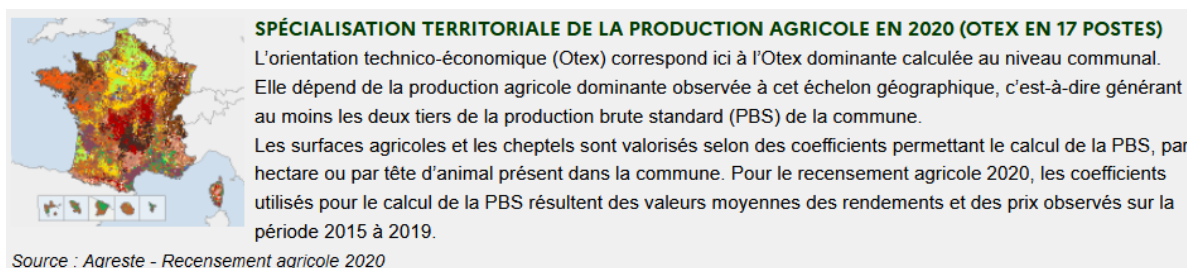 SPÉCIALISATION TERRITORIALE DE LA PRODUCTION AGRICOLE EN 2020 (OTEX EN 17 POSTES)
L’orientation technico-économique (Otex) correspond ici à l’Otex dominante calculée au niveau communal.
Elle dépend de la production agricole dominante observée à cet échelon géographique, c’est-à-dire générant
au moins les deux tiers de la production brute standard (PBS) de la commune.
Les surfaces agricoles et les cheptels sont valorisés selon des coefficients permettant le calcul de la PBS, par
hectare ou par tête d’animal présent dans la commune. Pour le recensement agricole 2020, les coefficients
utilisés pour le calcul de la PBS résultent des valeurs moyennes des rendements et des prix observés sur la
période 2015 à 2019.
Source : Agreste - Recensement agricole 2020